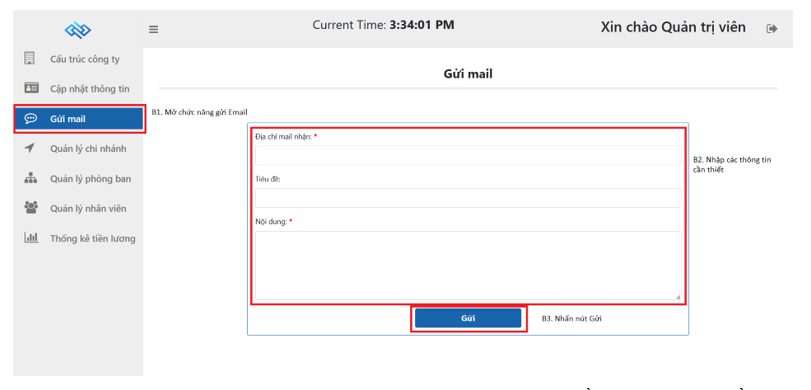 Current Time: 3:34:01 PM
Xin chào Quản trị viên
Cấu trúc công ty
Cập nhật thông tin
Gửi mail
Quản lý chi nhánh
Quản lý phòng ban
Quản lý nhân viên
Thống kê tiền lương
Gửi mail
B1. Mở chức năng gửi Email
Địa chỉ mail nhận: *
Tiêu đề:
Nội dung: *
B2. Nhập các thông tin
cần thiết
Gửi
B3. Nhấn nút Gửi